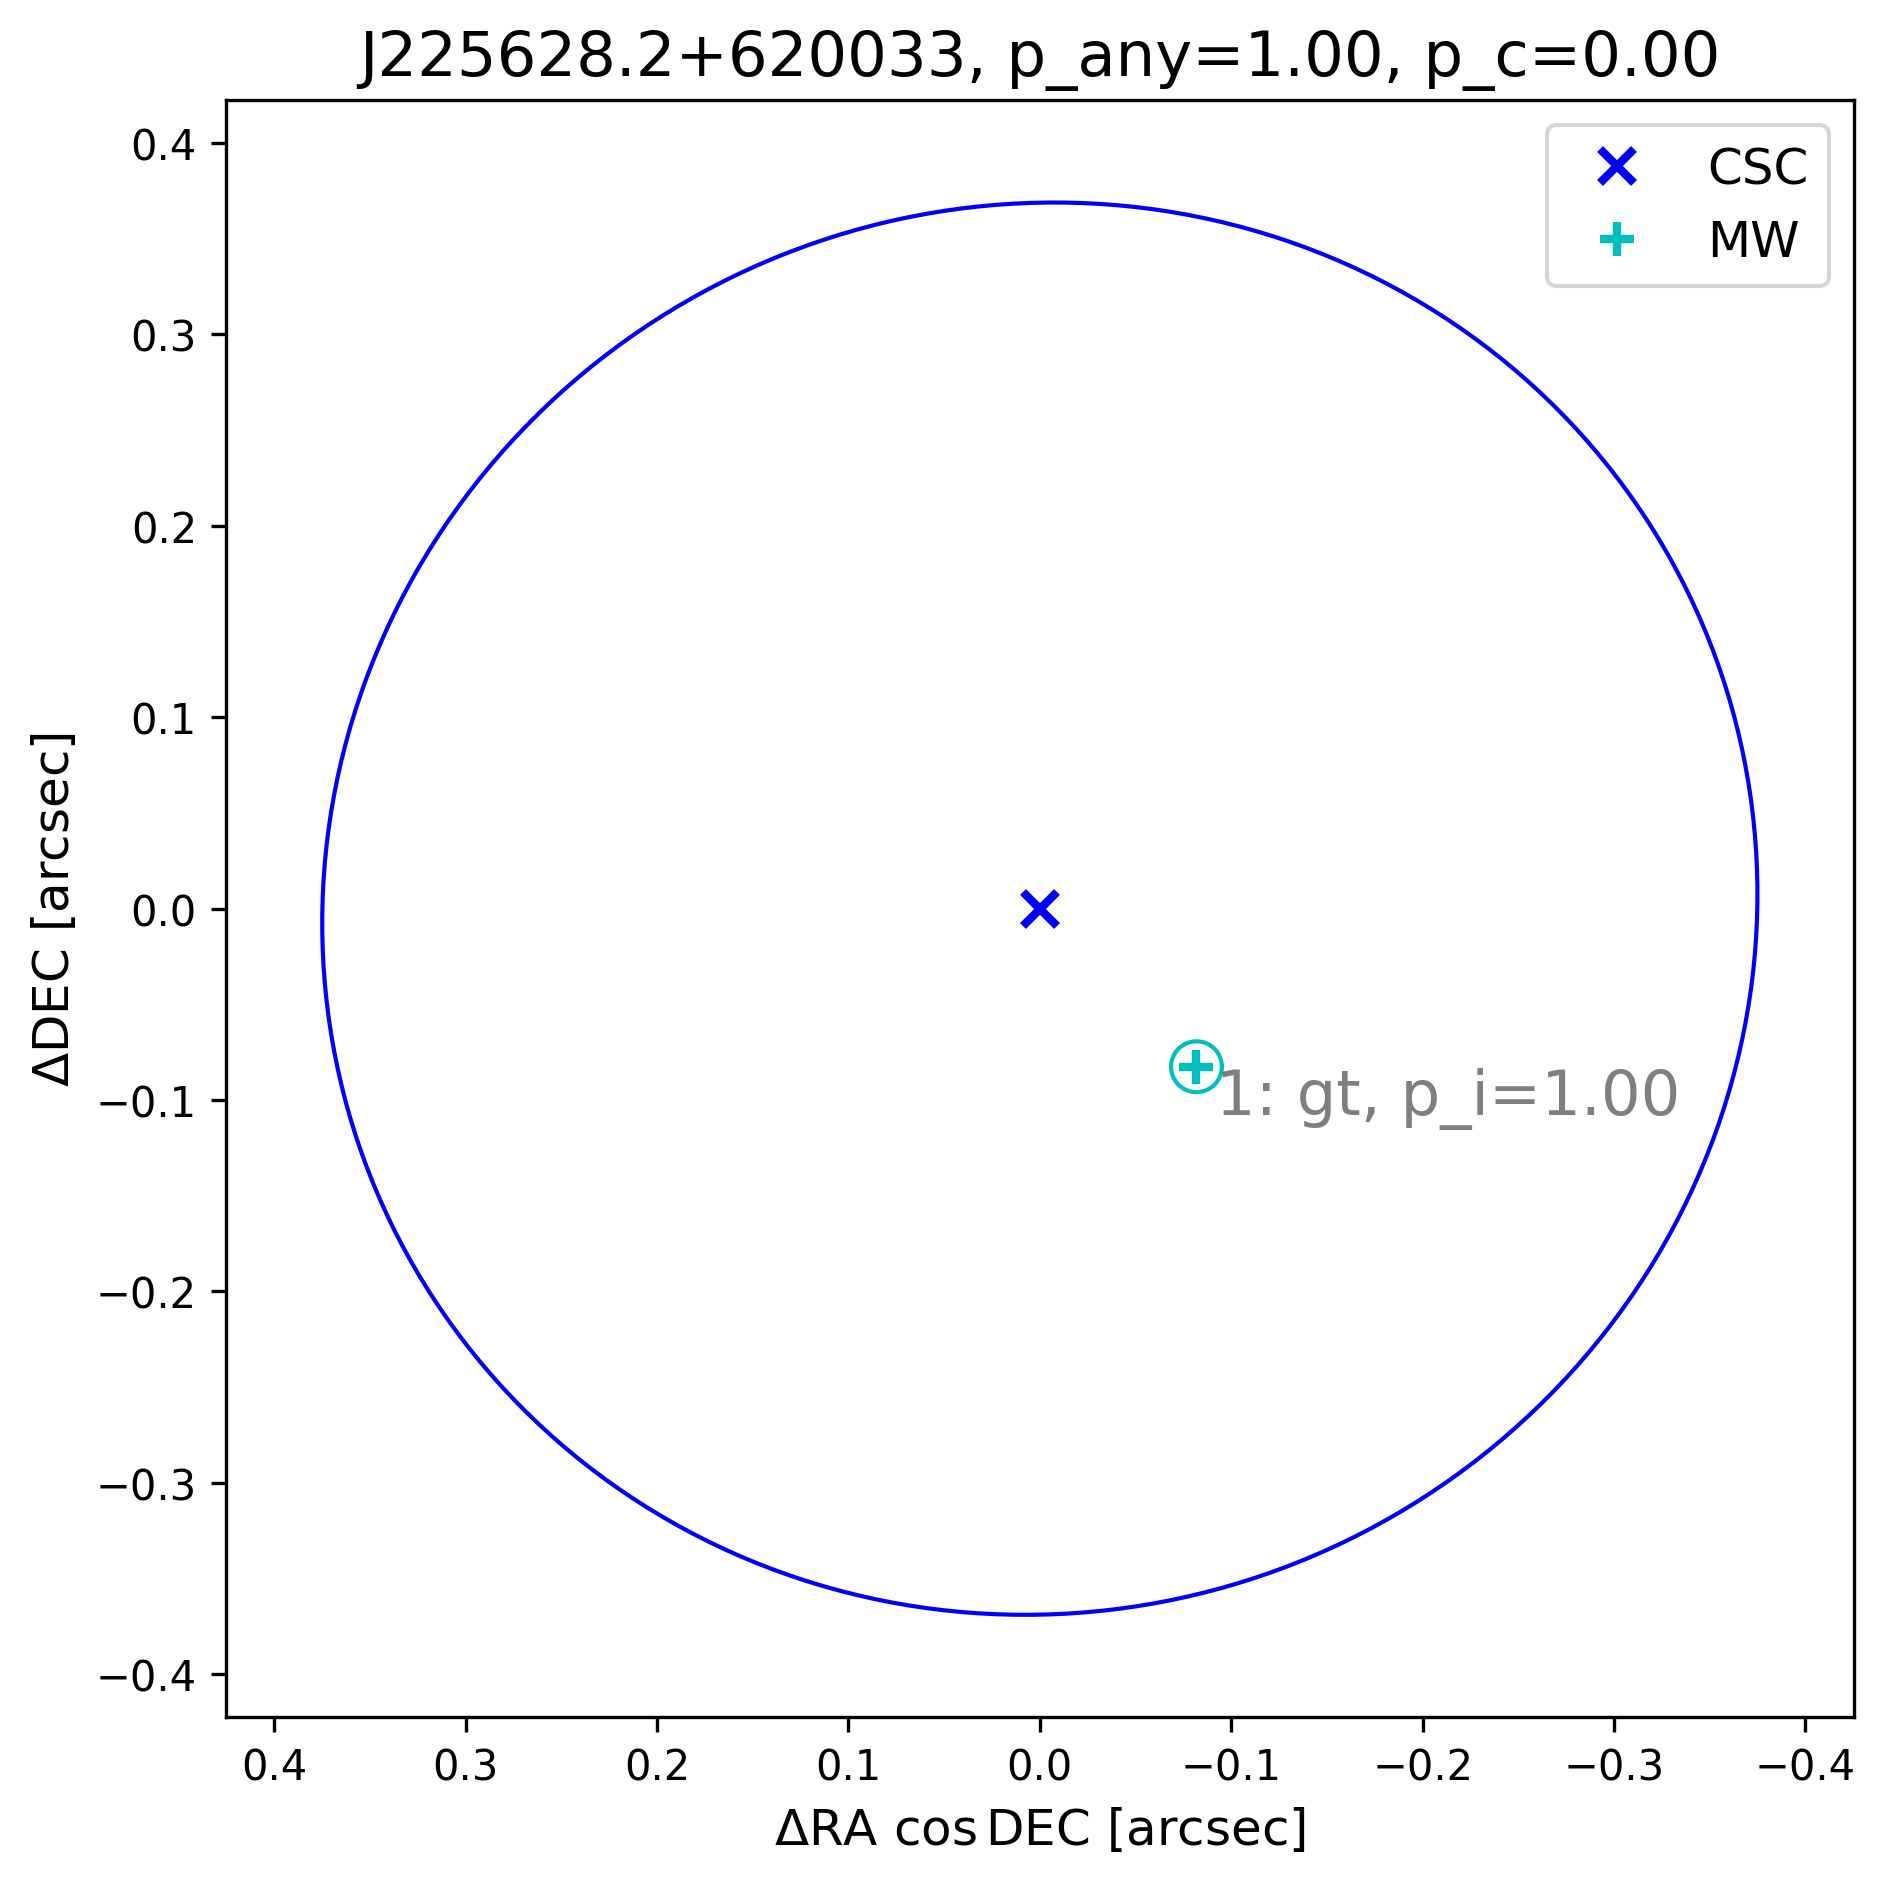 J225628.2+620033, p_any=1.00, p_c=0.00
CSC
MW
0.4
0.3
0.2
0.1
0.0
−0.1
−0.2
−0.3
−0.4
ΔDEC [arcsec]
1: gt, p_i=1.00
0.4 0.3 0.2 0.1 0.0 −0.1 −0.2 −0.3 −0.4
ΔRA cos DEC [arcsec]